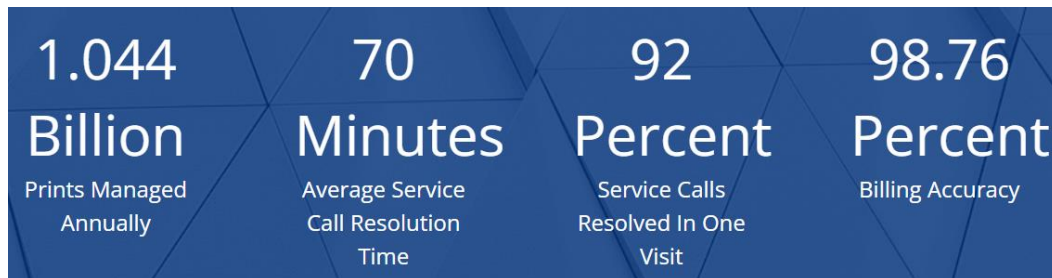 1.044
Billion
Prints Managed
Annually
70
Minutes
Average Service
Call Resolution
Time
92
Percent
Service Calls
Resolved In One
Visit
98.76
Percent
Billing Accuracy